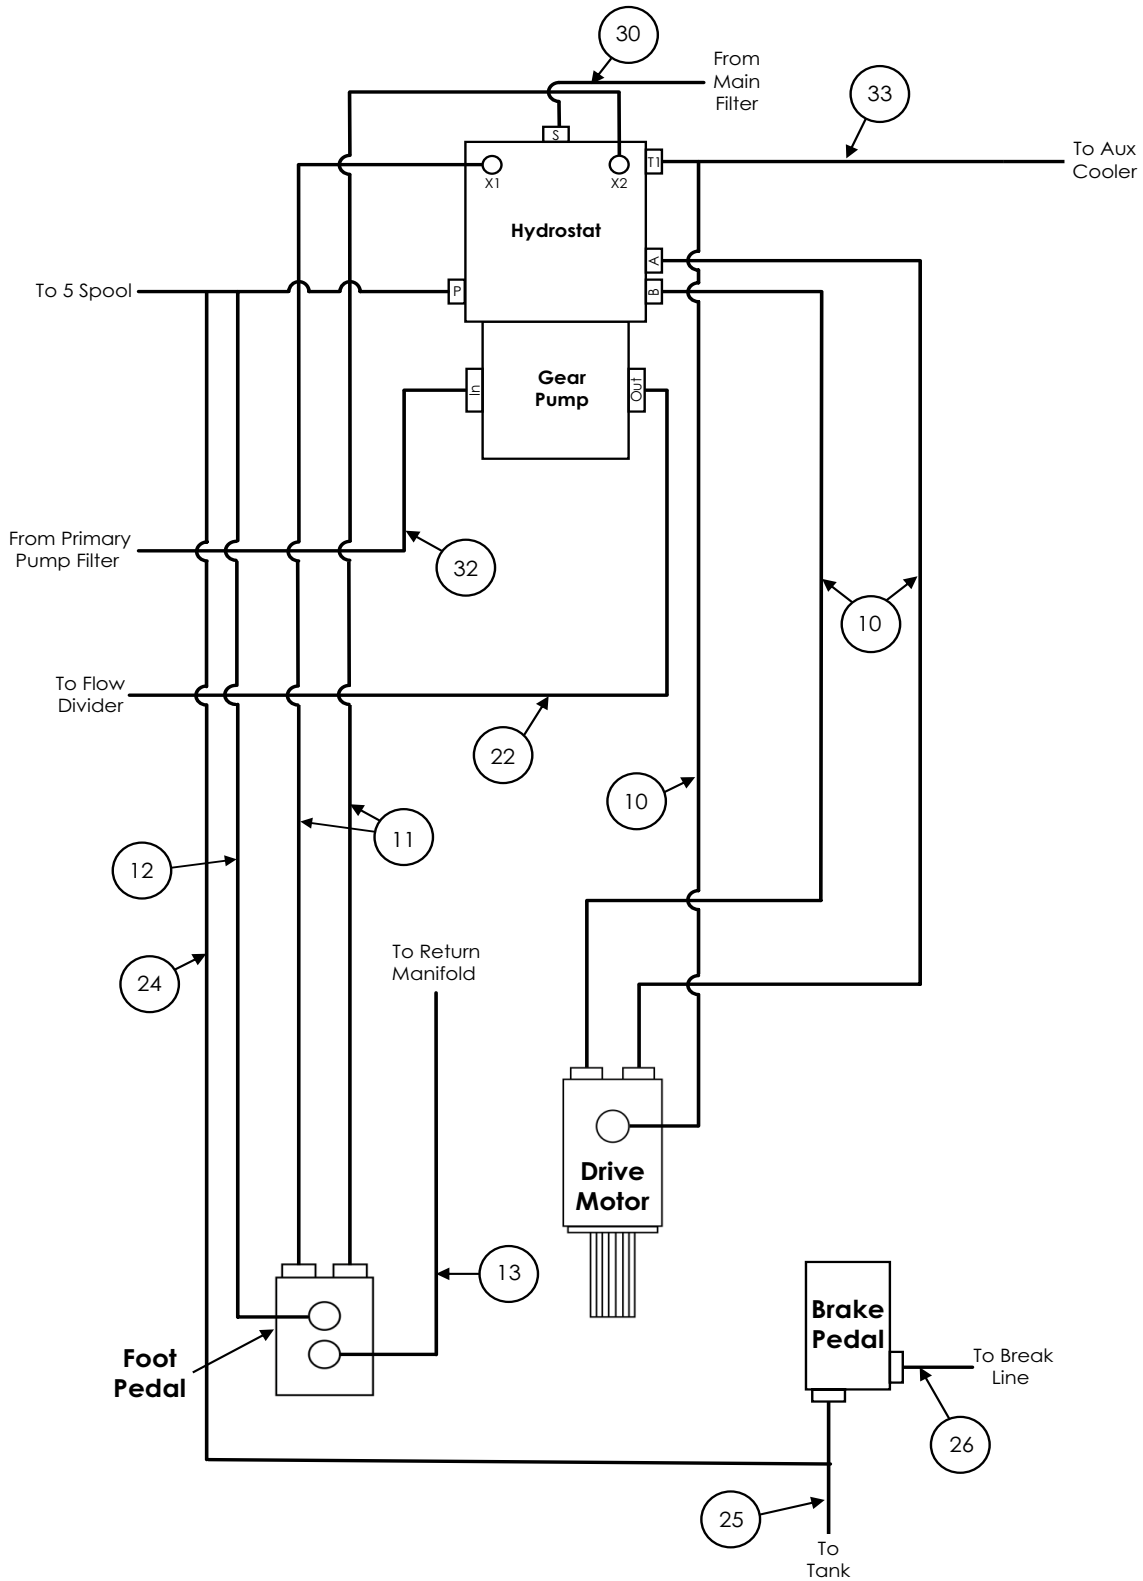 30
From
Main
Filter
33
To Aux
Cooler
S
X1
X2
T1
Hydrostat
A
B
P
To 5 Spool
In
Gear
Pump
Out
From Primary
Pump Filter
32
10
To Flow
Divider
22
10
11
12
To Return
Manifold
24
Drive
Motor
13
Brake
Pedal
Foot
Pedal
To Break
Line
26
25
To
Tank